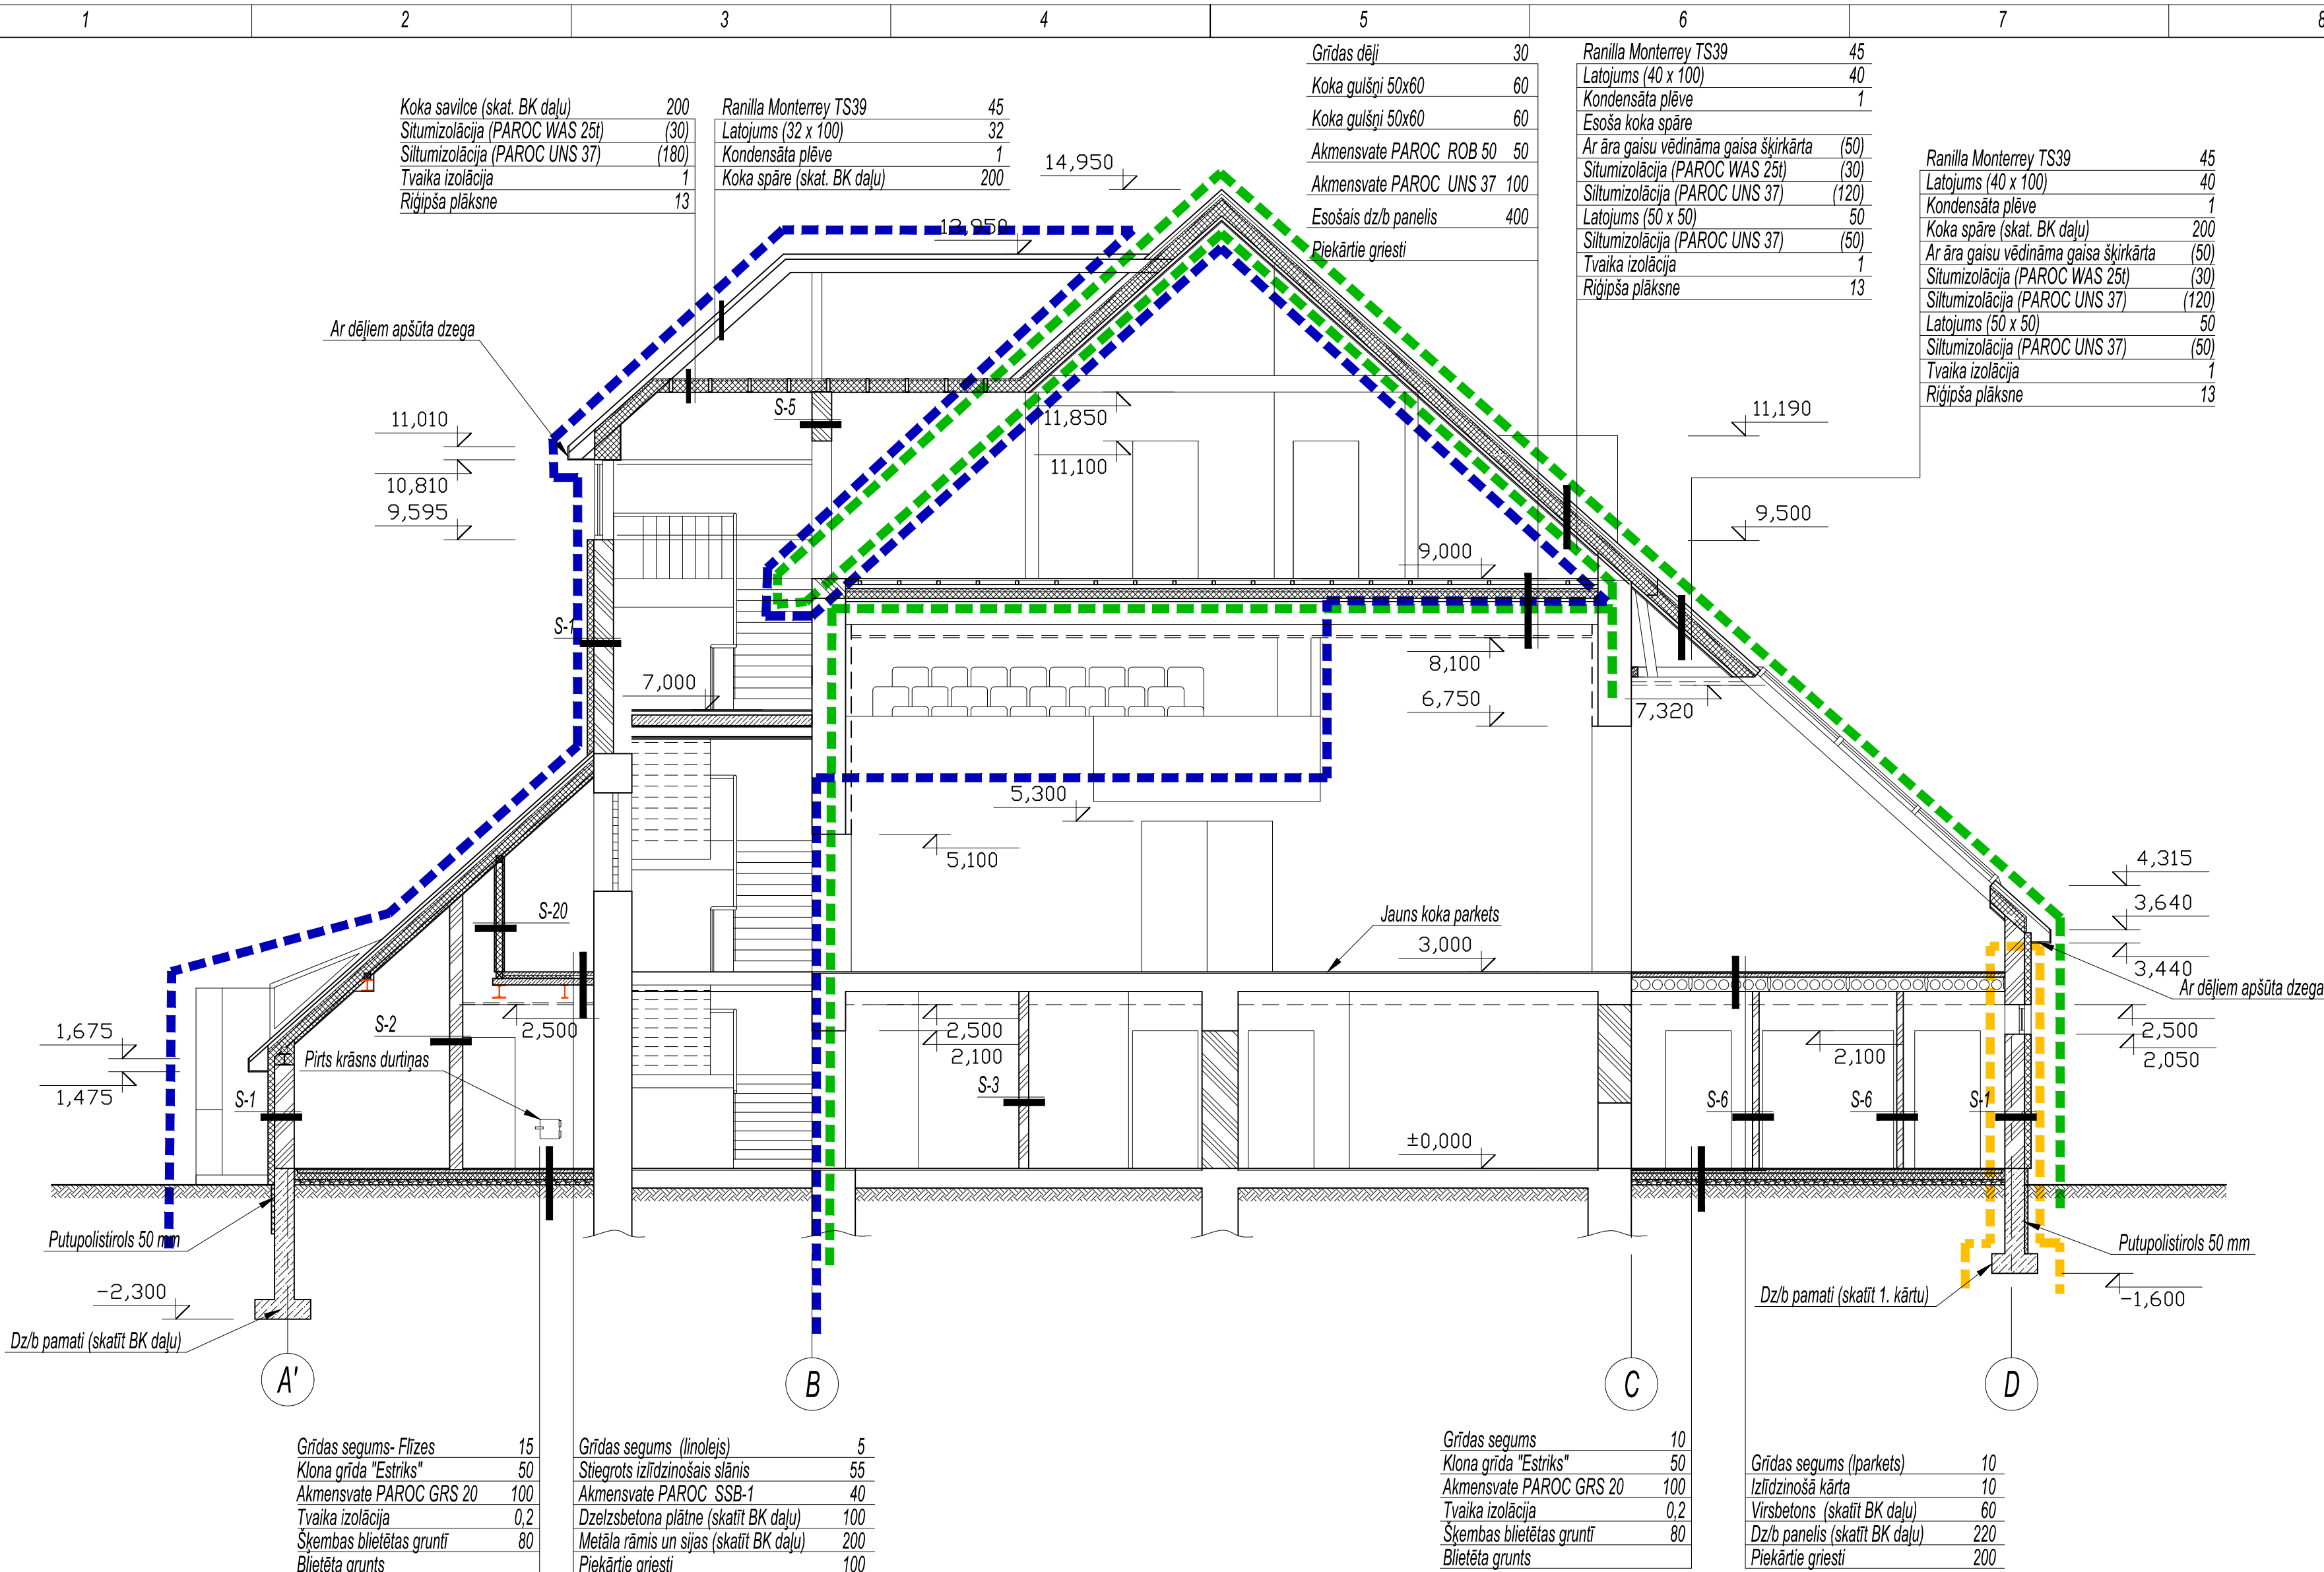 1 2 3 4 5 6 7 8
Koka savilce (skat. BK daļu) 200
Situmizolācija (PAROC WAS 25t) (30)
Siltumizolācija (PAROC UNS 37) (180)
Tvaika izolācija 1
Riģipša plāksne 13
Ranilla Monterrey TS39 45
Latojums (32 x 100) 32
Kondensāta plēve 1
Koka spāre (skat. BK daļu) 200
Grīdas dēļi 30
Koka gulšņi 50x60 60
Koka gulšņi 50x60 60
Akmensvate PAROC ROB 50 50
Akmensvate PAROC UNS 37 100
Esošais dz/b panelis 400
Piekārtie griesti
Ranilla Monterrey TS39 45
Latojums (40 x 100) 40
Kondensāta plēve 1
Esoša koka spāre
Ar āra gaisu vēdināma gaisa šķirkārta (50)
Situmizolācija (PAROC WAS 25t) (30)
Siltumizolācija (PAROC UNS 37) (120)
Latojums (50 x 50) 50
Siltumizolācija (PAROC UNS 37) (50)
Tvaika izolācija 1
Riģipša plāksne 13
Ranilla Monterrey TS39 45
Latojums (40 x 100) 40
Kondensāta plēve 1
Koka spāre (skat. BK daļu) 200
Ar āra gaisu vēdināma gaisa šķirkārta (50)
Situmizolācija (PAROC WAS 25t) (30)
Siltumizolācija (PAROC UNS 37) (120)
Latojums (50 x 50) 50
Siltumizolācija (PAROC UNS 37) (50)
Tvaika izolācija 1
Riģipša plāksne 13
14,950
13,950
Ar dēļiem apšūta dzega
11,010
10,810
9,595
S-5
11,850
11,100
11,190
9,500
9,000
S-1
7,000
8,100
6,750
7,320
5,300
5,100
4,315
3,640
3,440
Ar dēļiem apšūta dzega
S-20
Jauns koka parkets
3,000
2,500
2,050
1,675
1,475
S-2
2,500
Pirts krāsns durtiņas
S-1
2,500
2,100
S-3
2,100
S-6
S-6
S-1
±0,000
Putupolistirols 50 mm
-2,300
Dz/b pamati (skatīt BK daļu)
Putupolistirols 50 mm
Dz/b pamati (skatīt 1. kārtu)
-1,600
A' B C D
Grīdas segums- Flīzes 15
Klona grīda "Estriks" 50
Akmensvate PAROC GRS 20 100
Tvaika izolācija 0,2
Šķembas blietētas gruntī 80
Blietēta grunts
Grīdas segums (linolejs) 5
Stiegrots izlīdzinošais slānis 55
Akmensvate PAROC SSB-1 40
Dzelzsbetona plātne (skatīt BK daļu) 100
Metāla rāmis un sijas (skatīt BK daļu) 200
Piekārtie griesti 100
Grīdas segums 10
Klona grīda "Estriks" 50
Akmensvate PAROC GRS 20 100
Tvaika izolācija 0,2
Šķembas blietētas gruntī 80
Blietēta grunts
Grīdas segums (lparkets) 10
Izlīdzinošā kārta 10
Virsbetons (skatīt BK daļu) 60
Dz/b panelis (skatīt BK daļu) 220
Piekārtie griesti 200